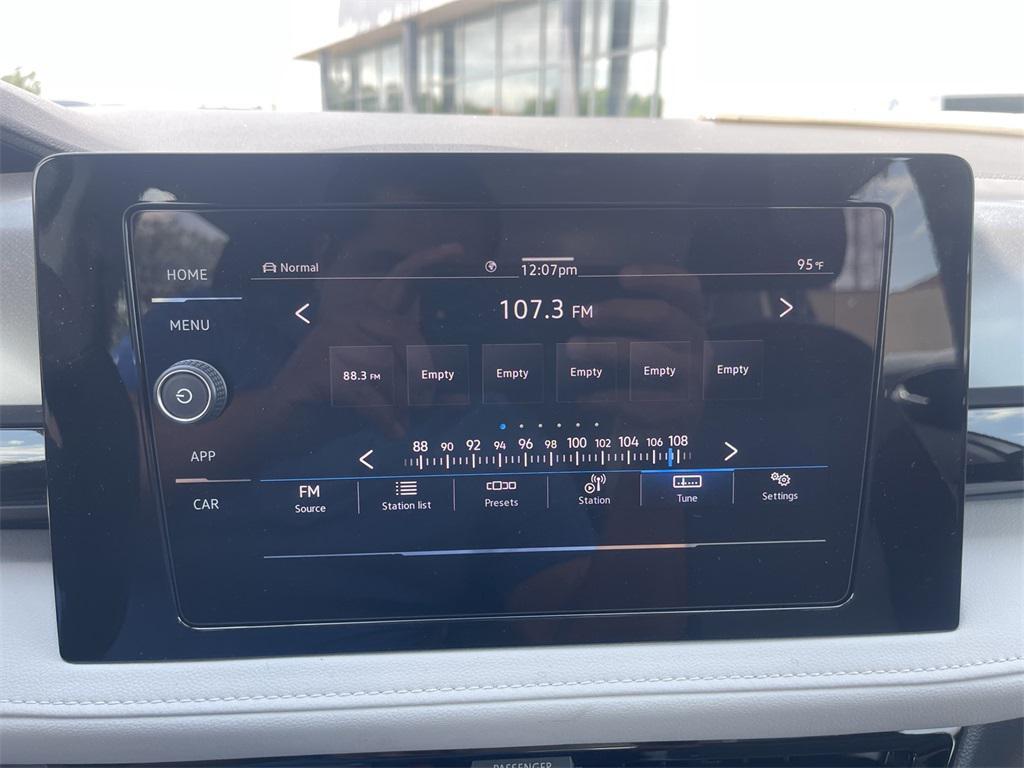 HOME
MENU
APP
CAR
Normal
12:07pm
95°F
107.3 FM
88.3 FM
Empty
Empty
Empty
Empty
Empty
88 90 92 94 96 98 100 102 104 106 108
FM
Source
Station list
Presets
Station
Tune
Settings
PASSENGER